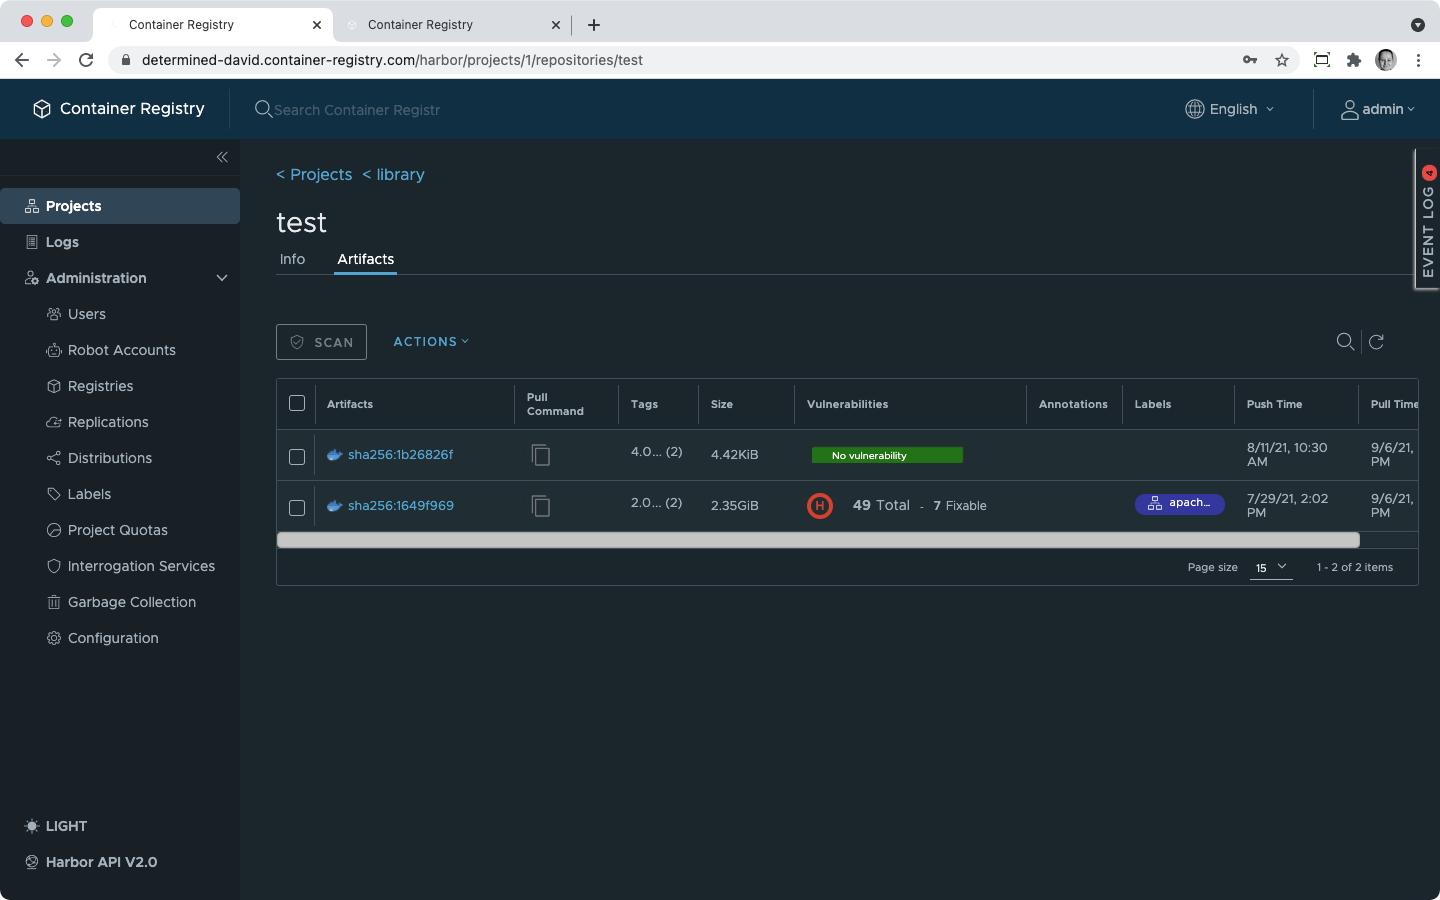 Container Registry
Container Registry
determined-david.container-registry.com/harbor/projects/1/repositories/test
Container Registry
Search Container Registr
English
admin
EVENT LOG 4
Projects
Logs
Administration
Users
Robot Accounts
Registries
Replications
Distributions
Labels
Project Quotas
Interrogation Services
Garbage Collection
Configuration
LIGHT
Harbor API V2.0
< Projects < library
test
Info Artifacts
SCAN ACTIONS
Artifacts Pull Command Tags Size Vulnerabilities Annotations Labels Push Time Pull Time
sha256:1b26826f 4.0... (2) 4.42KiB No vulnerability 8/11/21, 10:30 AM 9/6/21, PM
sha256:1649f969 2.0... (2) 2.35GiB H 49 Total - 7 Fixable apach... 7/29/21, 2:02 PM 9/6/21, PM
Page size 15 1 - 2 of 2 items